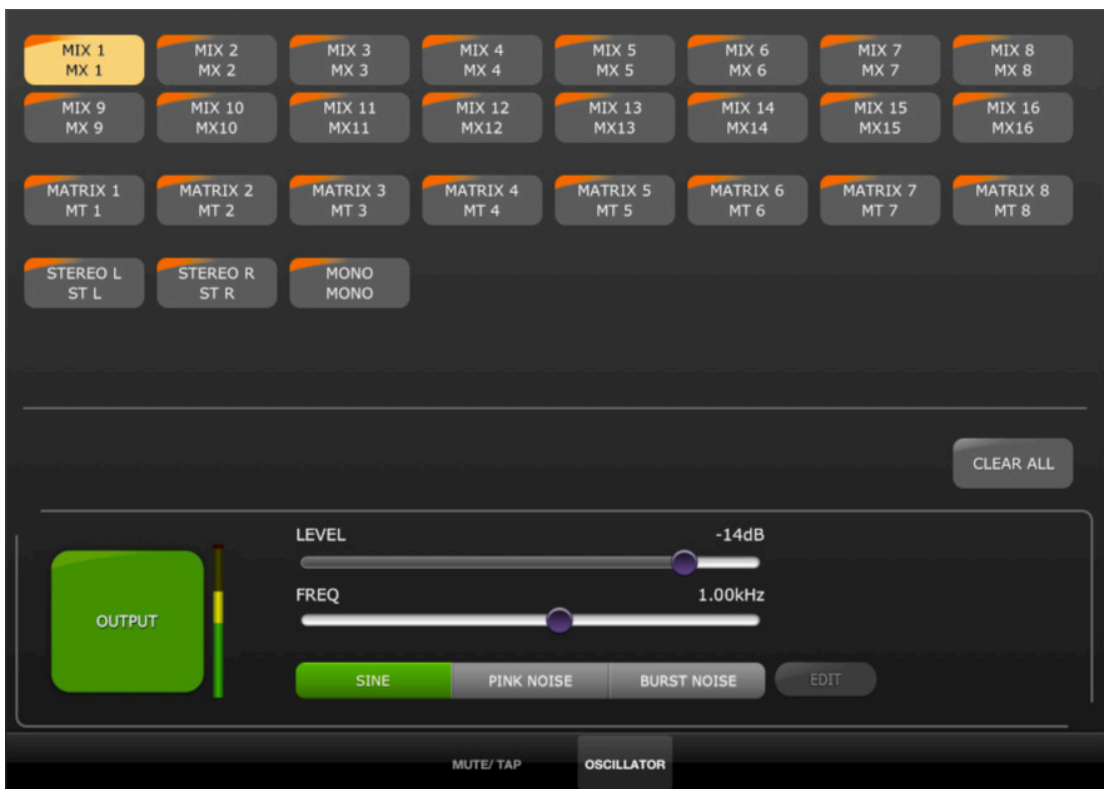 MIX 1 MIX 2 MIX 3 MIX 4 MIX 5 MIX 6 MIX 7 MIX 8
MX 1 MX 2 MX 3 MX 4 MX 5 MX 6 MX 7 MX 8
MIX 9 MIX 10 MIX 11 MIX 12 MIX 13 MIX 14 MIX 15 MIX 16
MX 9 MX10 MX11 MX12 MX13 MX14 MX15 MX16
MATRIX 1 MATRIX 2 MATRIX 3 MATRIX 4 MATRIX 5 MATRIX 6 MATRIX 7 MATRIX 8
MT 1 MT 2 MT 3 MT 4 MT 5 MT 6 MT 7 MT 8
STEREO L STEREO R MONO
ST L ST R MONO
CLEAR ALL
LEVEL -14dB
FREQ 1.00kHz
OUTPUT
SINE PINK NOISE BURST NOISE EDIT
MUTE/ TAP OSCILLATOR